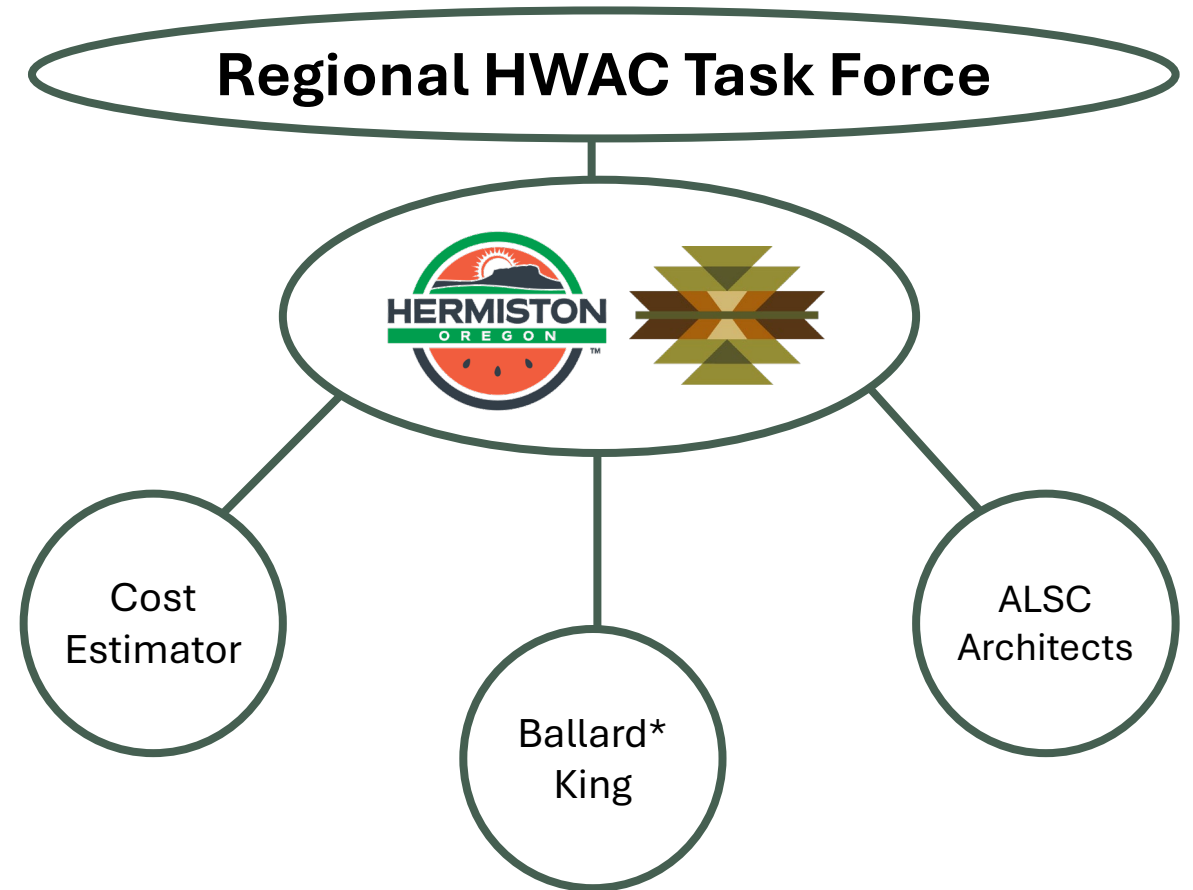 Regional HWAC Task Force
HERMISTON
OREGON
TM
Cost
Estimator
Ballard*
King
ALSC
Architects